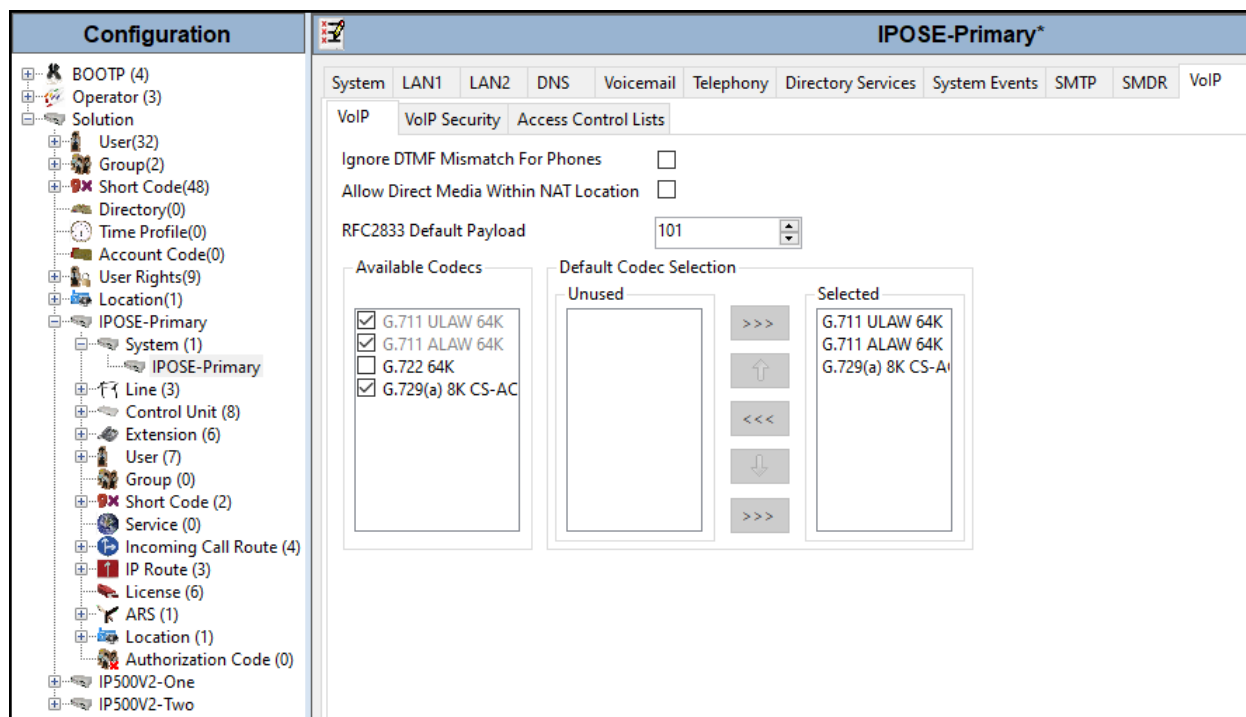 Configuration
BOOTP (4)
Operator (3)
Solution
User(32)
Group(2)
Short Code(48)
Directory(0)
Time Profile(0)
Account Code(0)
User Rights(9)
Location(1)
IPOSE-Primary
System (1)
IPOSE-Primary
Line (3)
Control Unit (8)
Extension (6)
User (7)
Group (0)
Short Code (2)
Service (0)
Incoming Call Route (4)
IP Route (3)
License (6)
ARS (1)
Location (1)
Authorization Code (0)
IP500V2-One
IP500V2-Two
IPOSE-Primary*
System LAN1 LAN2 DNS Voicemail Telephony Directory Services System Events SMTP SMDR VoIP
VoIP VoIP Security Access Control Lists
Ignore DTMF Mismatch For Phones
Allow Direct Media Within NAT Location
RFC2833 Default Payload 101
Available Codecs
G.711 ULAW 64K
G.711 ALAW 64K
G.722 64K
G.729(a) 8K CS-AC
Default Codec Selection
Unused
>>>
<<<
>>>
Selected
G.711 ULAW 64K
G.711 ALAW 64K
G.729(a) 8K CS-A